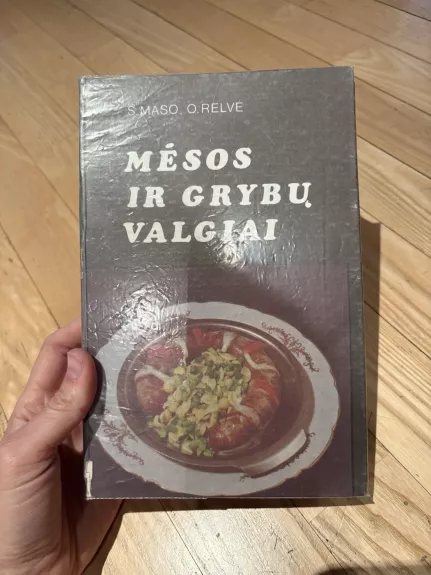 S. MASO, O. RELVE
MĖSOS
IR GRYBŲ
VALGIAI